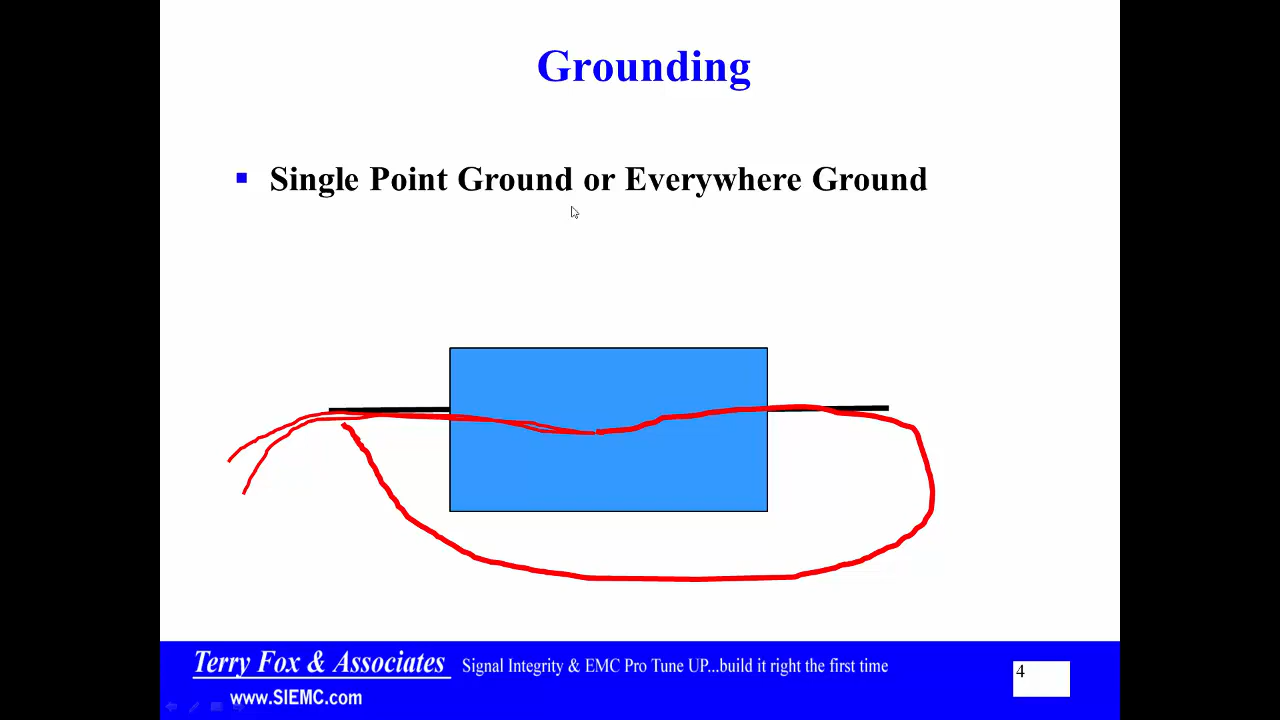 Grounding
Single Point Ground or Everywhere Ground
Terry Fox & Associates Signal Integrity & EMC Pro Tune UP...build it right the first time
4
www.SIEMC.com